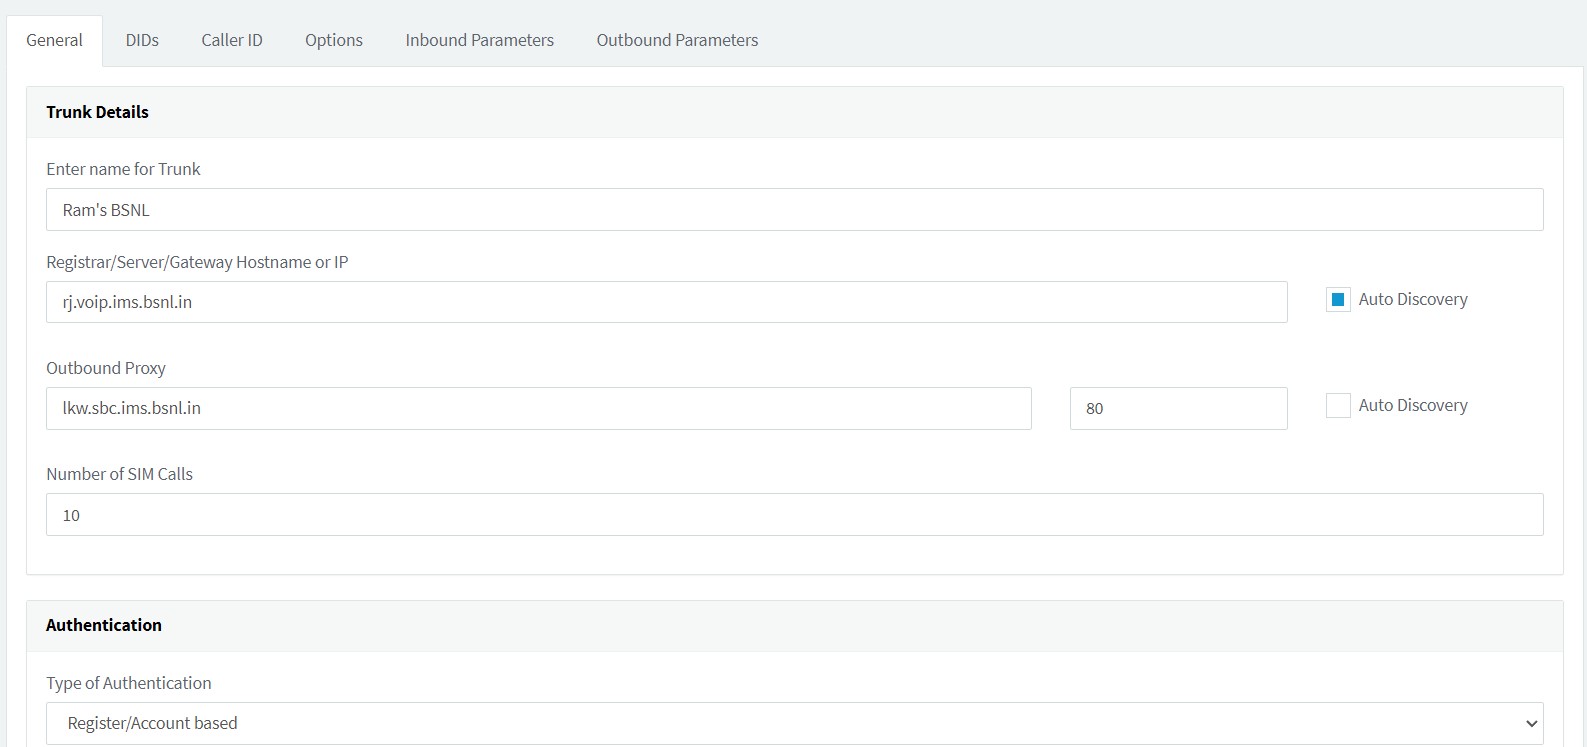 General DIDs Caller ID Options Inbound Parameters Outbound Parameters
Trunk Details
Enter name for Trunk
Ram's BSNL
Registrar/Server/Gateway Hostname or IP
rj.voip.ims.bsnl.in Auto Discovery
Outbound Proxy
lkw.sbc.ims.bsnl.in 80 Auto Discovery
Number of SIM Calls
10
Authentication
Type of Authentication
Register/Account based